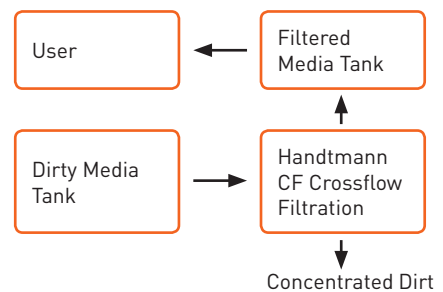 User
Filtered
Media Tank
Dirty Media
Tank
Handtmann
CF Crossflow
Filtration
Concentrated Dirt